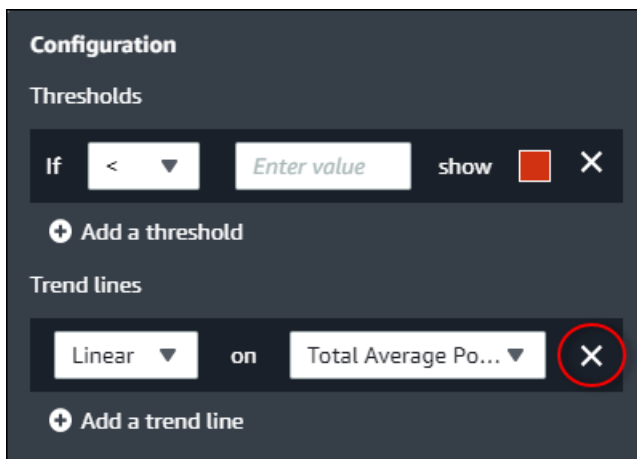 Configuration
Thresholds
If < Enter value show
Add a threshold
Trend lines
Linear on Total Average Po...
Add a trend line